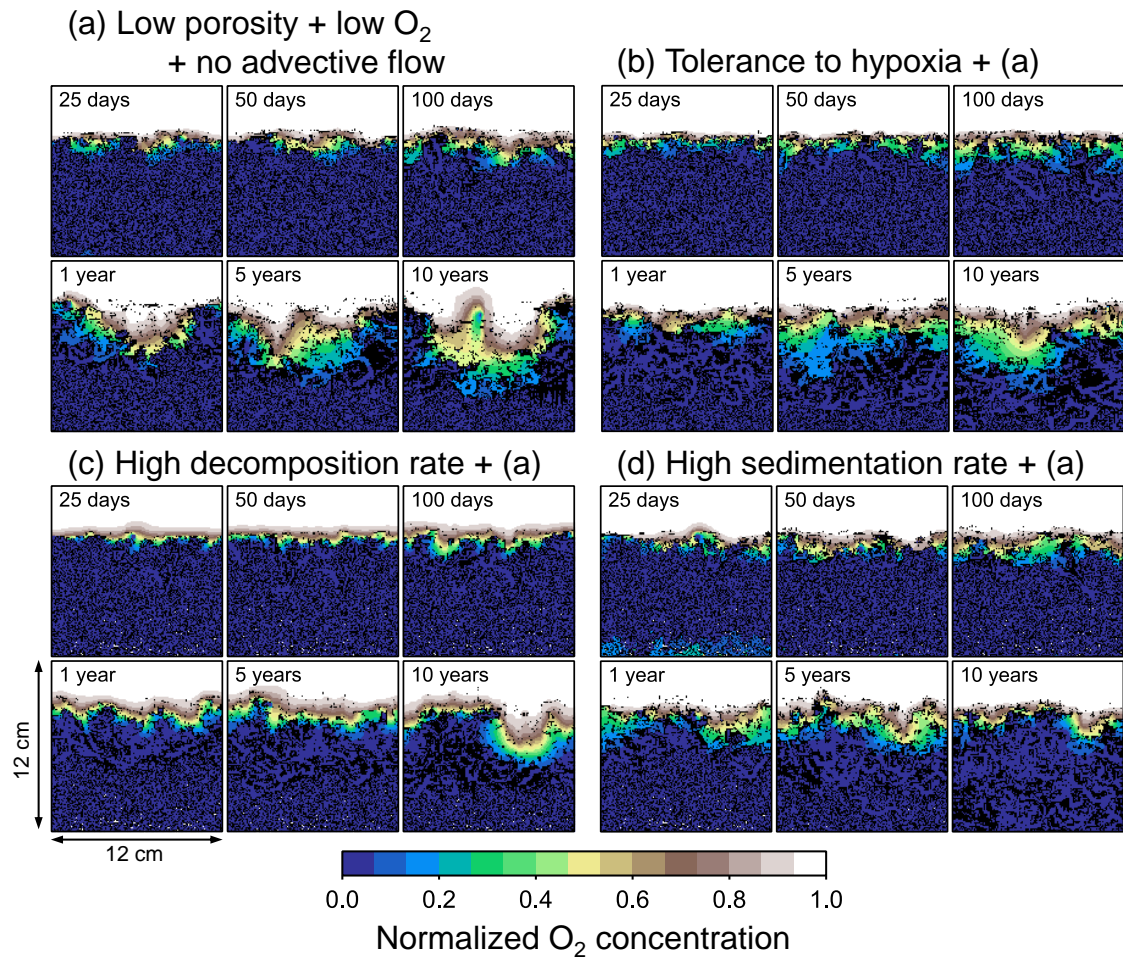 (a) Low porosity + low O₂
+ no advective flow
25 days
50 days
100 days
1 year
5 years
10 years
(b) Tolerance to hypoxia + (a)
25 days
50 days
100 days
1 year
5 years
10 years
(c) High decomposition rate + (a)
25 days
50 days
100 days
1 year
5 years
10 years
12 cm
12 cm
(d) High sedimentation rate + (a)
25 days
50 days
100 days
1 year
5 years
10 years
0.0 0.2 0.4 0.6 0.8 1.0
Normalized O₂ concentration